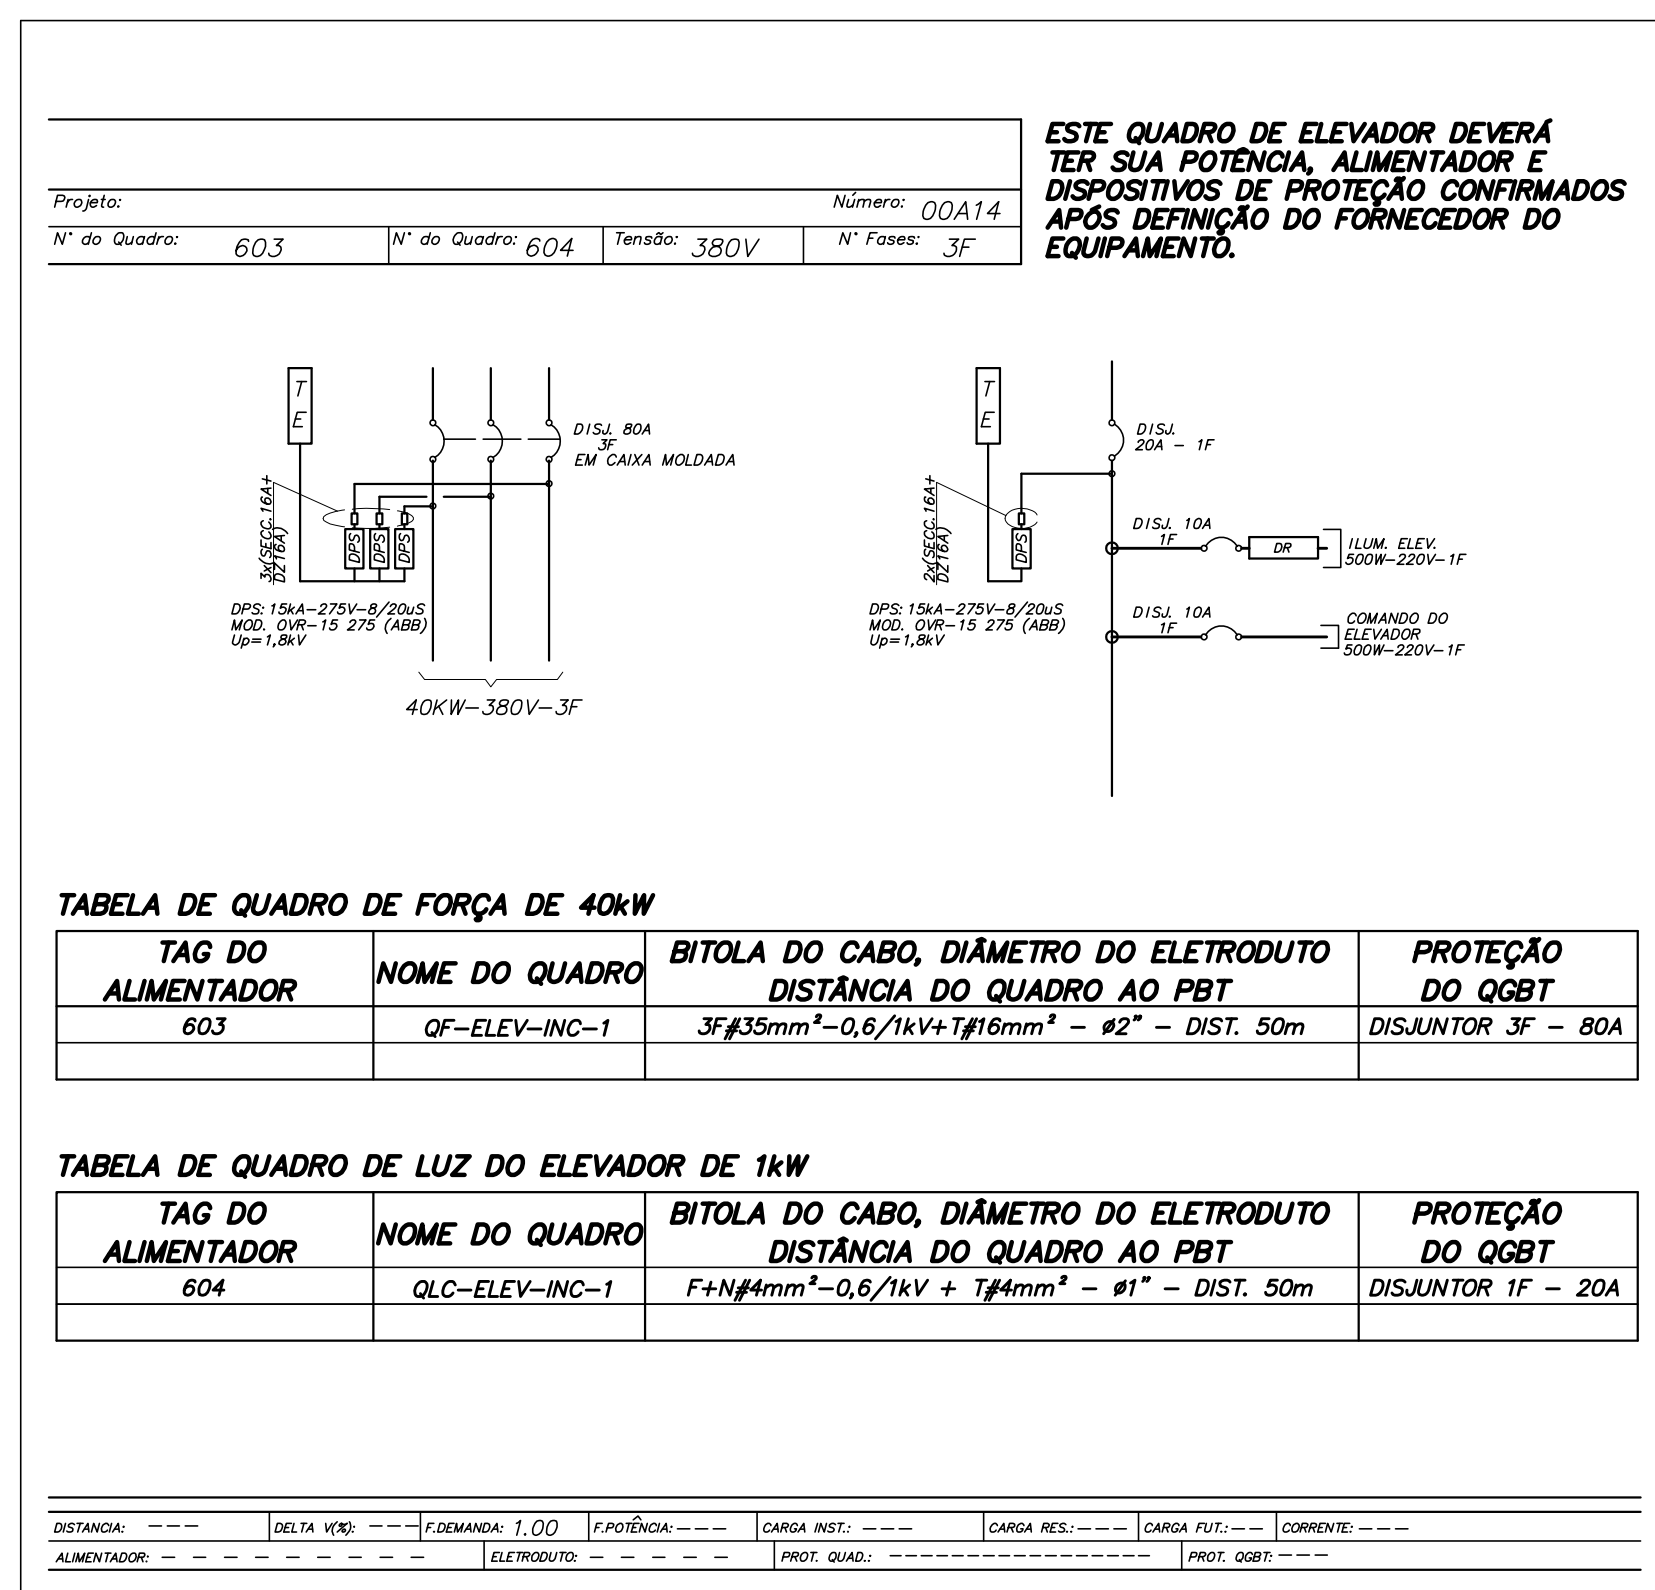 ESTE QUADRO DE ELEVADOR DEVERÁ
TER SUA POTÊNCIA, ALIMENTADOR E
DISPOSITIVOS DE PROTEÇÃO CONFIRMADOS
APÓS DEFINIÇÃO DO FORNECEDOR DO
EQUIPAMENTO.
Projeto: Número: 00A14
N° do Quadro: 603 N° do Quadro: 604 Tensão: 380V N° Fases: 3F
T
E
DISJ. 80A
3F
EM CAIXA MOLDADA
3x(SECC.16A+
DZ16A)
DPS
DPS
DPS
DPS: 15kA-275V-8/20uS
MOD. OVR-15 275 (ABB)
Up=1,8kV
40KW-380V-3F
T
E
DISJ.
20A - 1F
2x(SECC.16A+
DZ16A)
DPS
DPS: 15kA-275V-8/20uS
MOD. OVR-15 275 (ABB)
Up=1,8kV
DISJ. 10A
1F
DR
ILUM. ELEV.
500W-220V-1F
DISJ. 10A
1F
COMANDO DO
ELEVADOR
500W-220V-1F
TABELA DE QUADRO DE FORÇA DE 40kW
TAG DO
ALIMENTADOR
NOME DO QUADRO
BITOLA DO CABO, DIÂMETRO DO ELETRODUTO
DISTÂNCIA DO QUADRO AO PBT
PROTEÇÃO
DO QGBT
603 QF-ELEV-INC-1 3F#35mm²-0,6/1kV+T#16mm² - ø2" - DIST. 50m DISJUNTOR 3F - 80A
TABELA DE QUADRO DE LUZ DO ELEVADOR DE 1kW
TAG DO
ALIMENTADOR
NOME DO QUADRO
BITOLA DO CABO, DIÂMETRO DO ELETRODUTO
DISTÂNCIA DO QUADRO AO PBT
PROTEÇÃO
DO QGBT
604 QLC-ELEV-INC-1 F+N#4mm²-0,6/1kV + T#4mm² - ø1" - DIST. 50m DISJUNTOR 1F - 20A
DISTANCIA: --- DELTA V(%): --- F.DEMANDA: 1.00 F.POTÊNCIA: --- CARGA INST.: --- CARGA RES.: --- CARGA FUT.: -- CORRENTE: ---
ALIMENTADOR: - - - - - - - - - ELETRODUTO: - - - - - PROT. QUAD.: ----------------- PROT. QGBT: ---